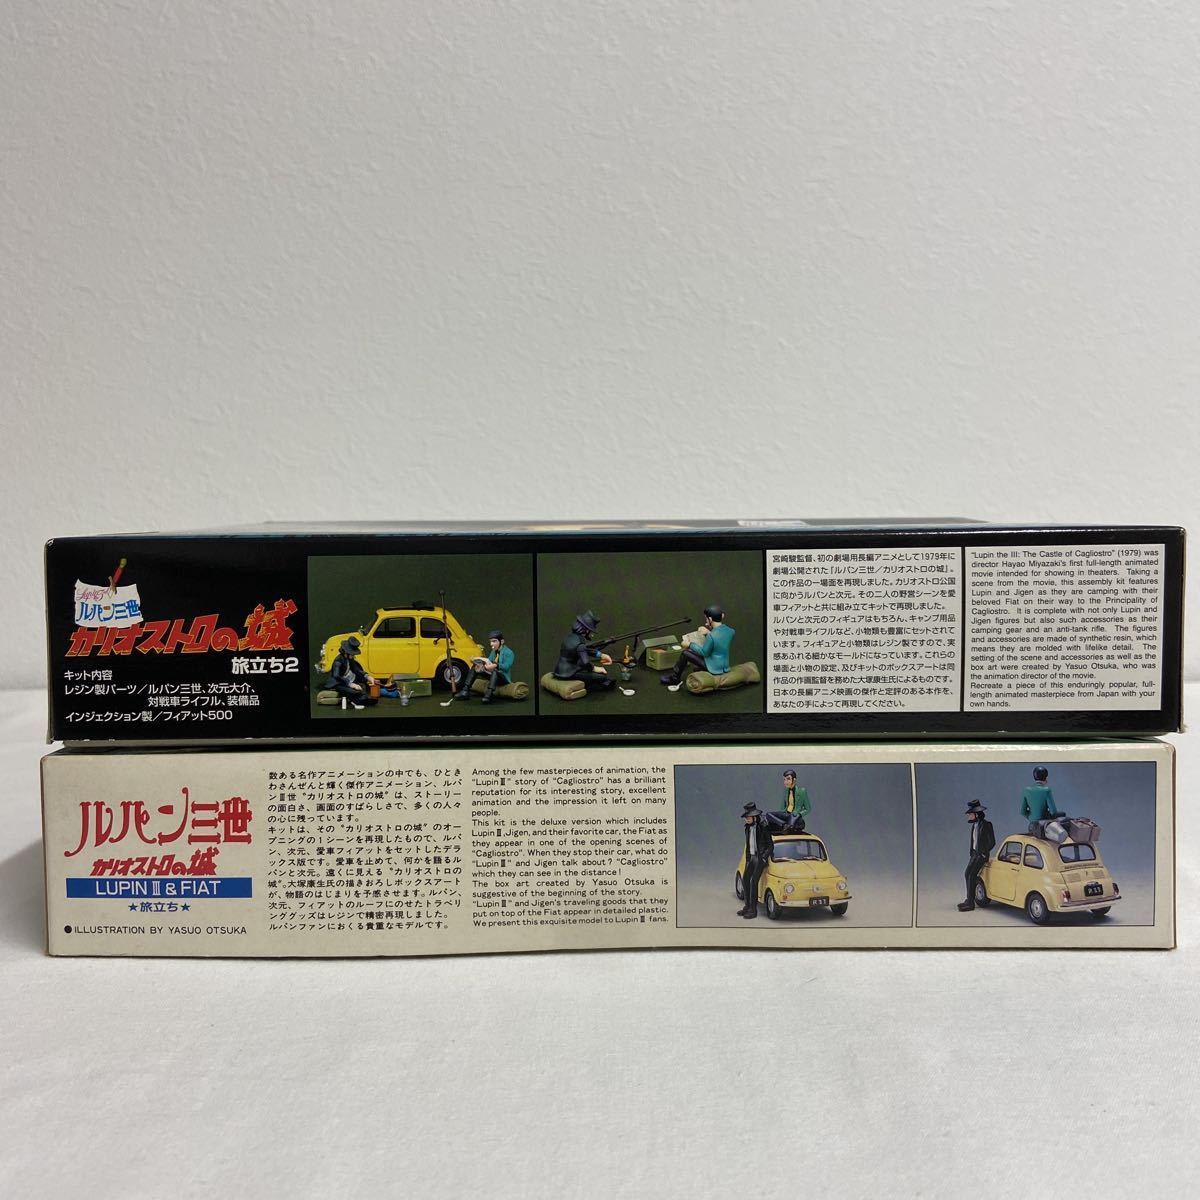 Lupin the 3rd
ルパン三世
カリオストロの城
旅立ち2
キット内容
レジン製パーツ/ルパン三世、次元大介、
対戦車ライフル、装備品
インジェクション製/フィアット500
宮崎駿監督、初の劇場用長編アニメとして1979年に
劇場公開された『ルパン三世/カリオストロの城』。
この作品の一場面を再現しました。カリオストロ公国
に向かうルパンと次元。その二人の野営シーンを愛
車フィアットと共に組み立てキットで再現しました。
ルパンと次元のフィギュアはもちろん、キャンプ用品
や対戦車ライフルなど、小物類も豊富にセットされて
います。フィギュアと小物類はレジン製ですので、実
感あふれる細かなモールドになっています。これらの
場面と小物の設定、及びキットのボックスアートは同
作品の作画監督を務めた大塚康生氏によるものです。
日本の長編アニメ映画の傑作と定評のある本作を、
あなたの手によって再現してください。
"Lupin the III: The Castle of Cagliostro" (1979) was
director Hayao Miyazaki's first full-length animated
movie intended for showing in theaters. Taking a
scene from the movie, this assembly kit features
Lupin and Jigen as they are camping with their
beloved Fiat on their way to the Principality of
Cagliostro. It is complete with not only Lupin and
Jigen figures but also such accessories as their
camping gear and an anti-tank rifle. The figures
and accessories are made of synthetic resin, which
means they are molded with lifelike detail. The
setting of the scene and accessories as well as the
box art were created by Yasuo Otsuka, who was
the animation director of the movie.
Recreate a piece of this enduringly popular, full-
length animated masterpiece from Japan with your
own hands.
ルパン三世
カリオストロの城
LUPIN III & FIAT
★旅立ち★
●ILLUSTRATION BY YASUO OTSUKA
数ある名作アニメーションの中でも、ひときわ
わさんぜんと輝く傑作アニメーション、ルパ
ンIII世“カリオストロの城”は、ストーリー
の面白さ、画面のすばらしさで、多くの人々
の心に残っています。
キットは、その“カリオストロの城”のオー
プニングの1シーンを再現したもので、ルパ
ン、次元、愛車フィアットをセットしたデラ
ックス版です。愛車を止めて、何かを語るル
パンと次元。遠くに見える“カリオストロの
城”。大塚康生氏の描きおろしボックスアート
が、物語のはじまりを予感させます。ルパン、
次元、フィアットのルーフにのせたトラベリ
ンググッズはレジンで精密再現しました。
ルパンファンにおくる貴重なモデルです。
Among the few masterpieces of animation, the
"Lupin III" story of "Cagliostro" has a brilliant
reputation for its interesting story, excellent
animation and the impression it left on many
people.
This kit is the deluxe version which includes
Lupin III, Jigen, and their favorite car, the Fiat as
they appear in one of the opening scenes of
"Cagliostro". When they stop their car, what do
"Lupin III" and Jigen talk about? "Cagliostro"
which they can see in the distance!
The box art created by Yasuo Otsuka is
suggestive of the beginning of the story.
"Lupin III" and Jigen's traveling goods that they
put on top of the Fiat appear in detailed plastic.
We present this exquisite model to Lupin III fans.
R 33
R 33